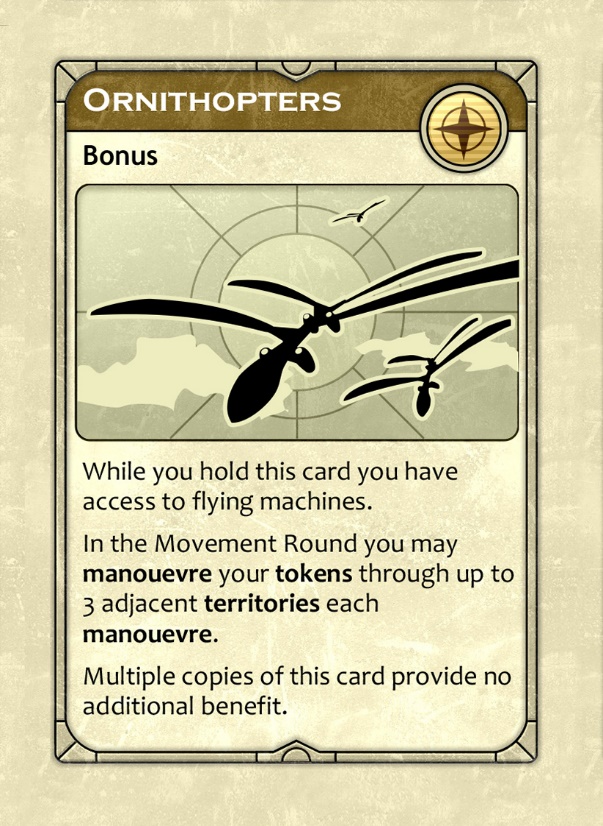 Ornithopters
Bonus
While you hold this card you have
access to flying machines.
In the Movement Round you may
manouevre your tokens through up to
3 adjacent territories each
manouevre.
Multiple copies of this card provide no
additional benefit.